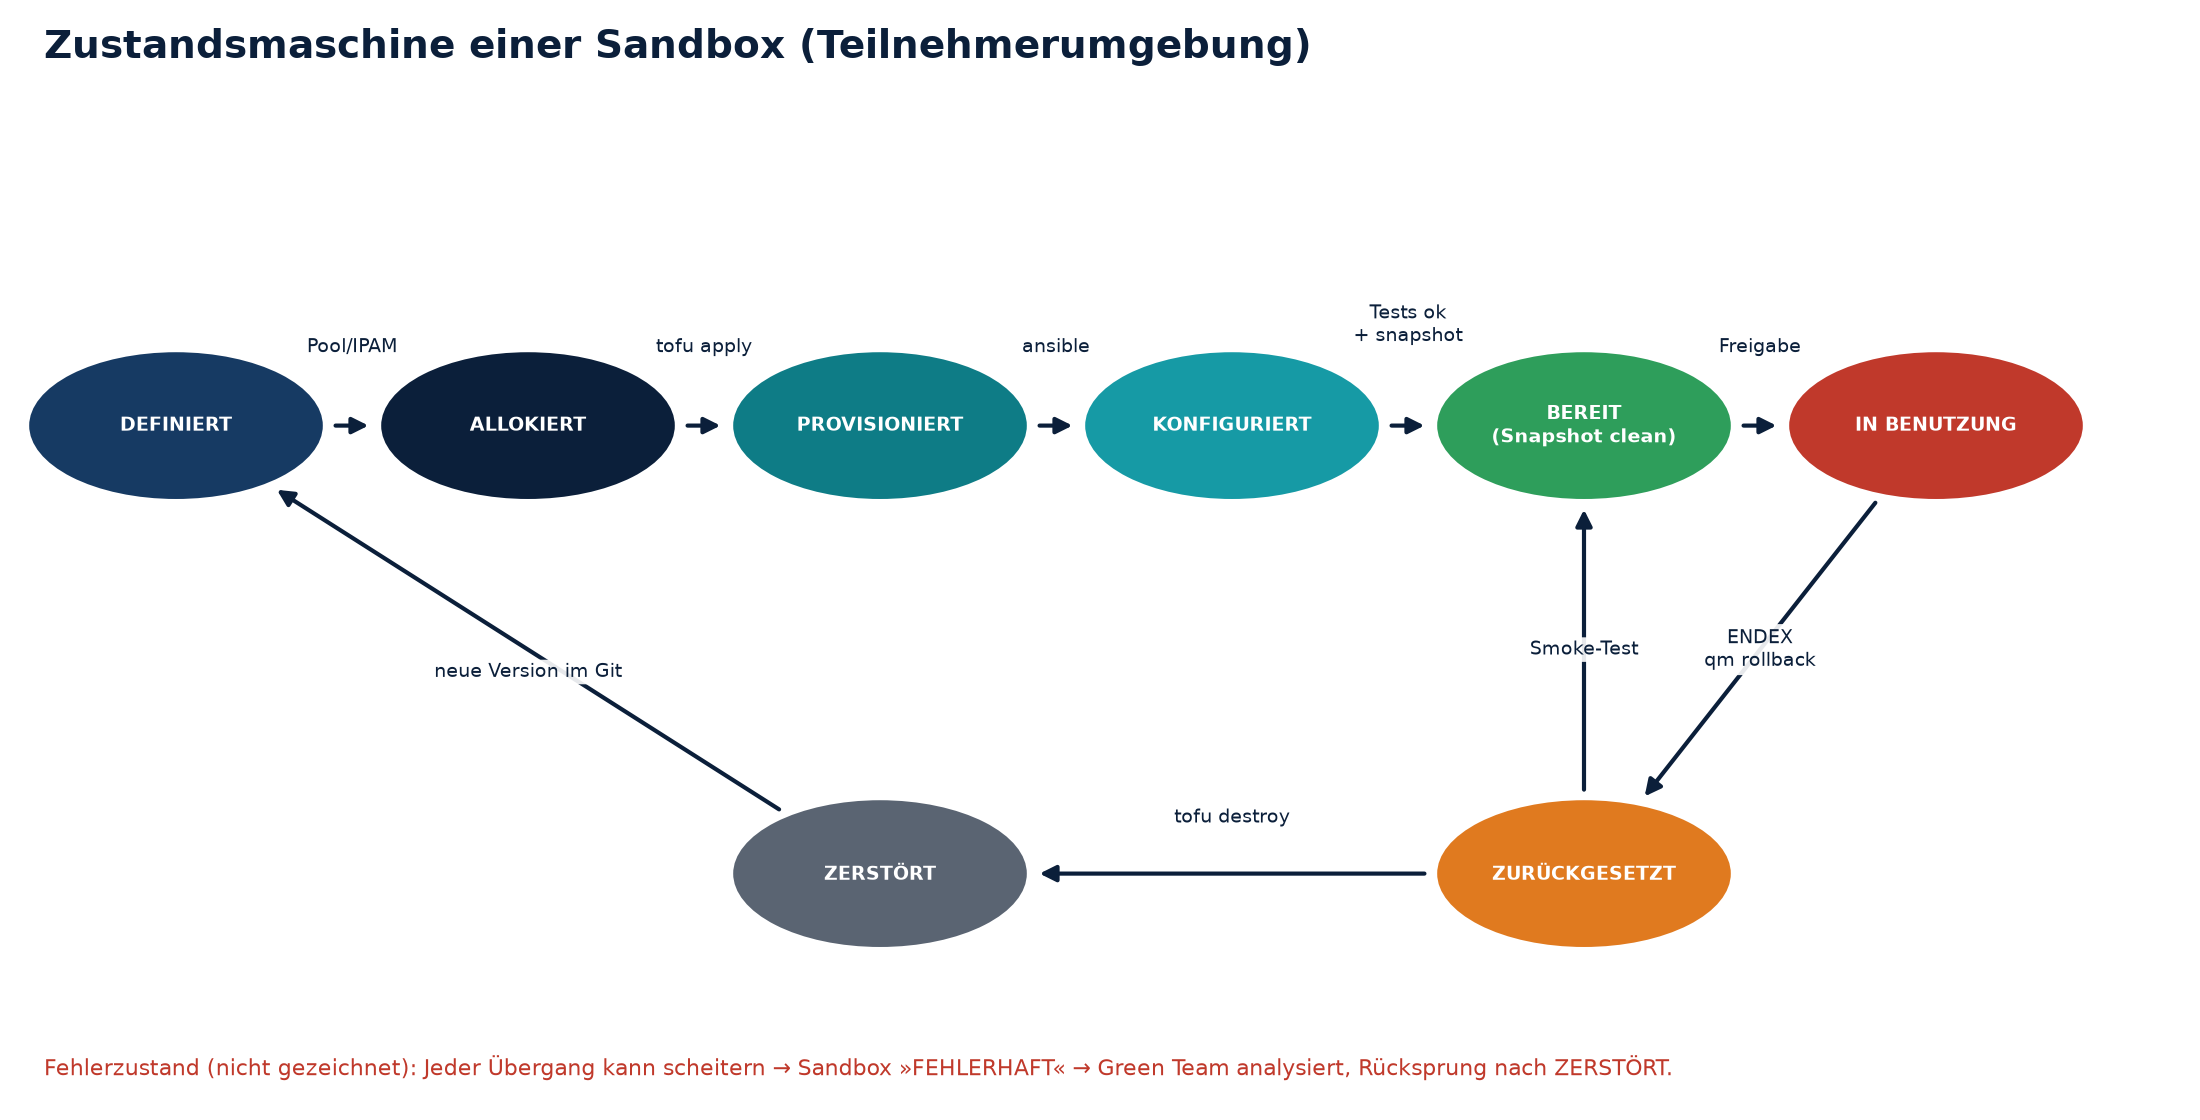 Zustandsmaschine einer Sandbox (Teilnehmerumgebung)
Pool/IPAM
tofu apply
ansible
Tests ok
+ snapshot
Freigabe
DEFINIERT
ALLOKIERT
PROVISIONIERT
KONFIGURIERT
BEREIT
(Snapshot clean)
IN BENUTZUNG
neue Version im Git
Smoke-Test
ENDEX
qm rollback
tofu destroy
ZERSTÖRT
ZURÜCKGESETZT
Fehlerzustand (nicht gezeichnet): Jeder Übergang kann scheitern → Sandbox »FEHLERHAFT« → Green Team analysiert, Rücksprung nach ZERSTÖRT.